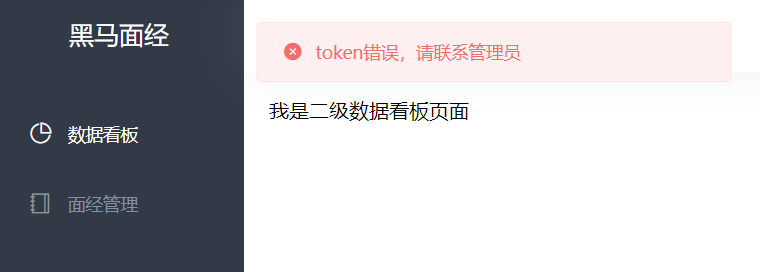 黑马面经
token错误，请联系管理员
我是二级数据看板页面
数据看板
面经管理